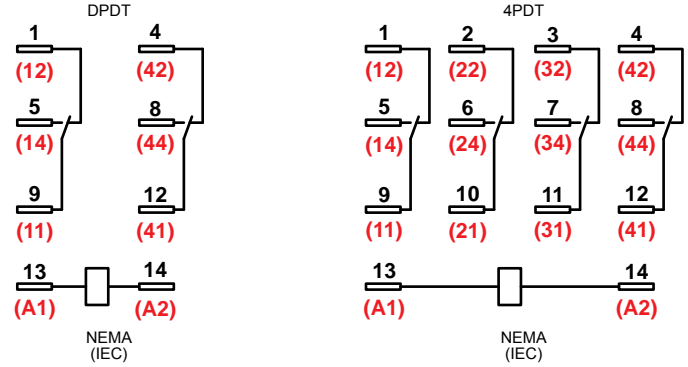 DPDT
1 4
(12) (42)
5 8
(14) (44)
9 12
(11) (41)
13 14
(A1) (A2)
NEMA
(IEC)
4PDT
1 2 3 4
(12) (22) (32) (42)
5 6 7 8
(14) (24) (34) (44)
9 10 11 12
(11) (21) (31) (41)
13 14
(A1) (A2)
NEMA
(IEC)